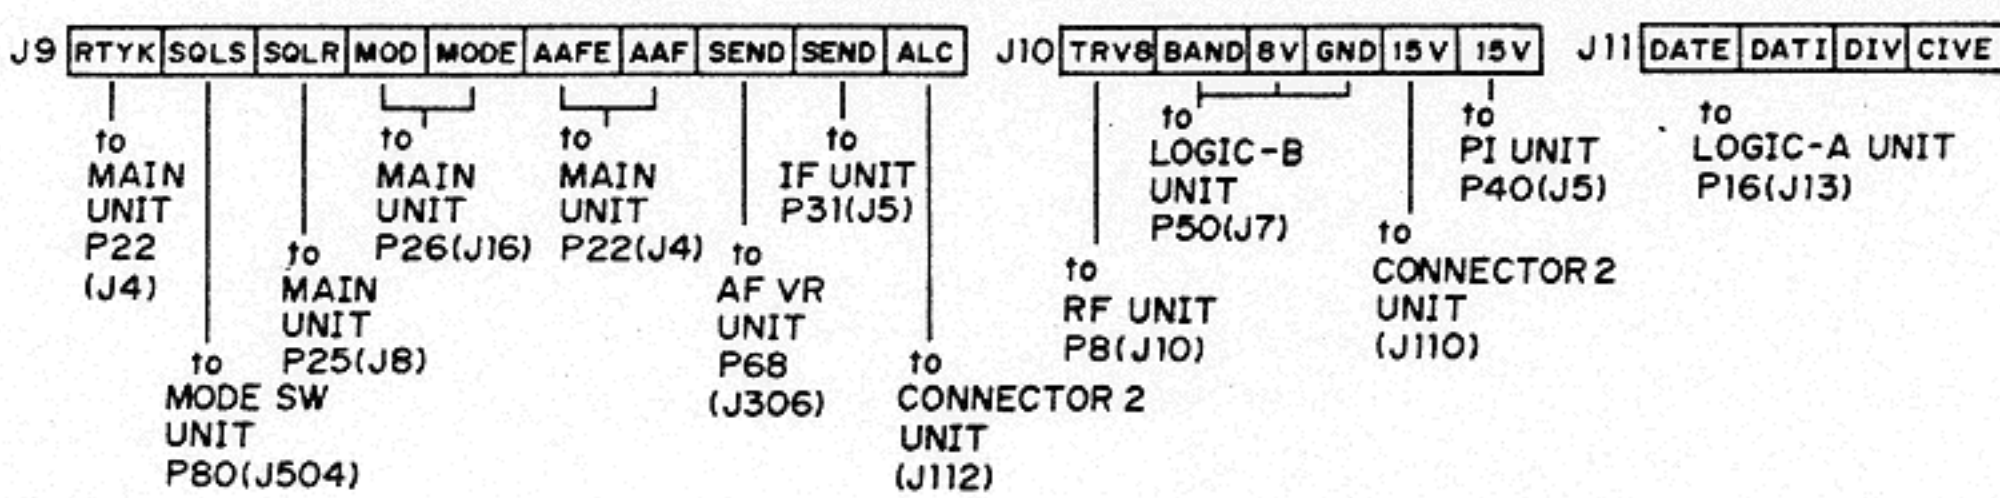 J9 RTYK SQLS SQLR MOD MODE AAFE AAF SEND SEND ALC
to
MAIN
UNIT
P22
(J4)
to
MODE SW
UNIT
P80(J504)
to
MAIN
UNIT
P25(J8)
to
MAIN
UNIT
P26(J16)
to
MAIN
UNIT
P22(J4)
to
AF VR
UNIT
P68
(J306)
to
IF UNIT
P31(J5)
to
CONNECTOR 2
UNIT
(J112)
J10 TRV8 BAND 8V GND 15V 15V
to
RF UNIT
P8(J10)
to
LOGIC-B
UNIT
P50(J7)
to
CONNECTOR 2
UNIT
(J110)
to
PI UNIT
P40(J5)
J11 DATE DATI DIV CIVE
to
LOGIC-A UNIT
P16(J13)